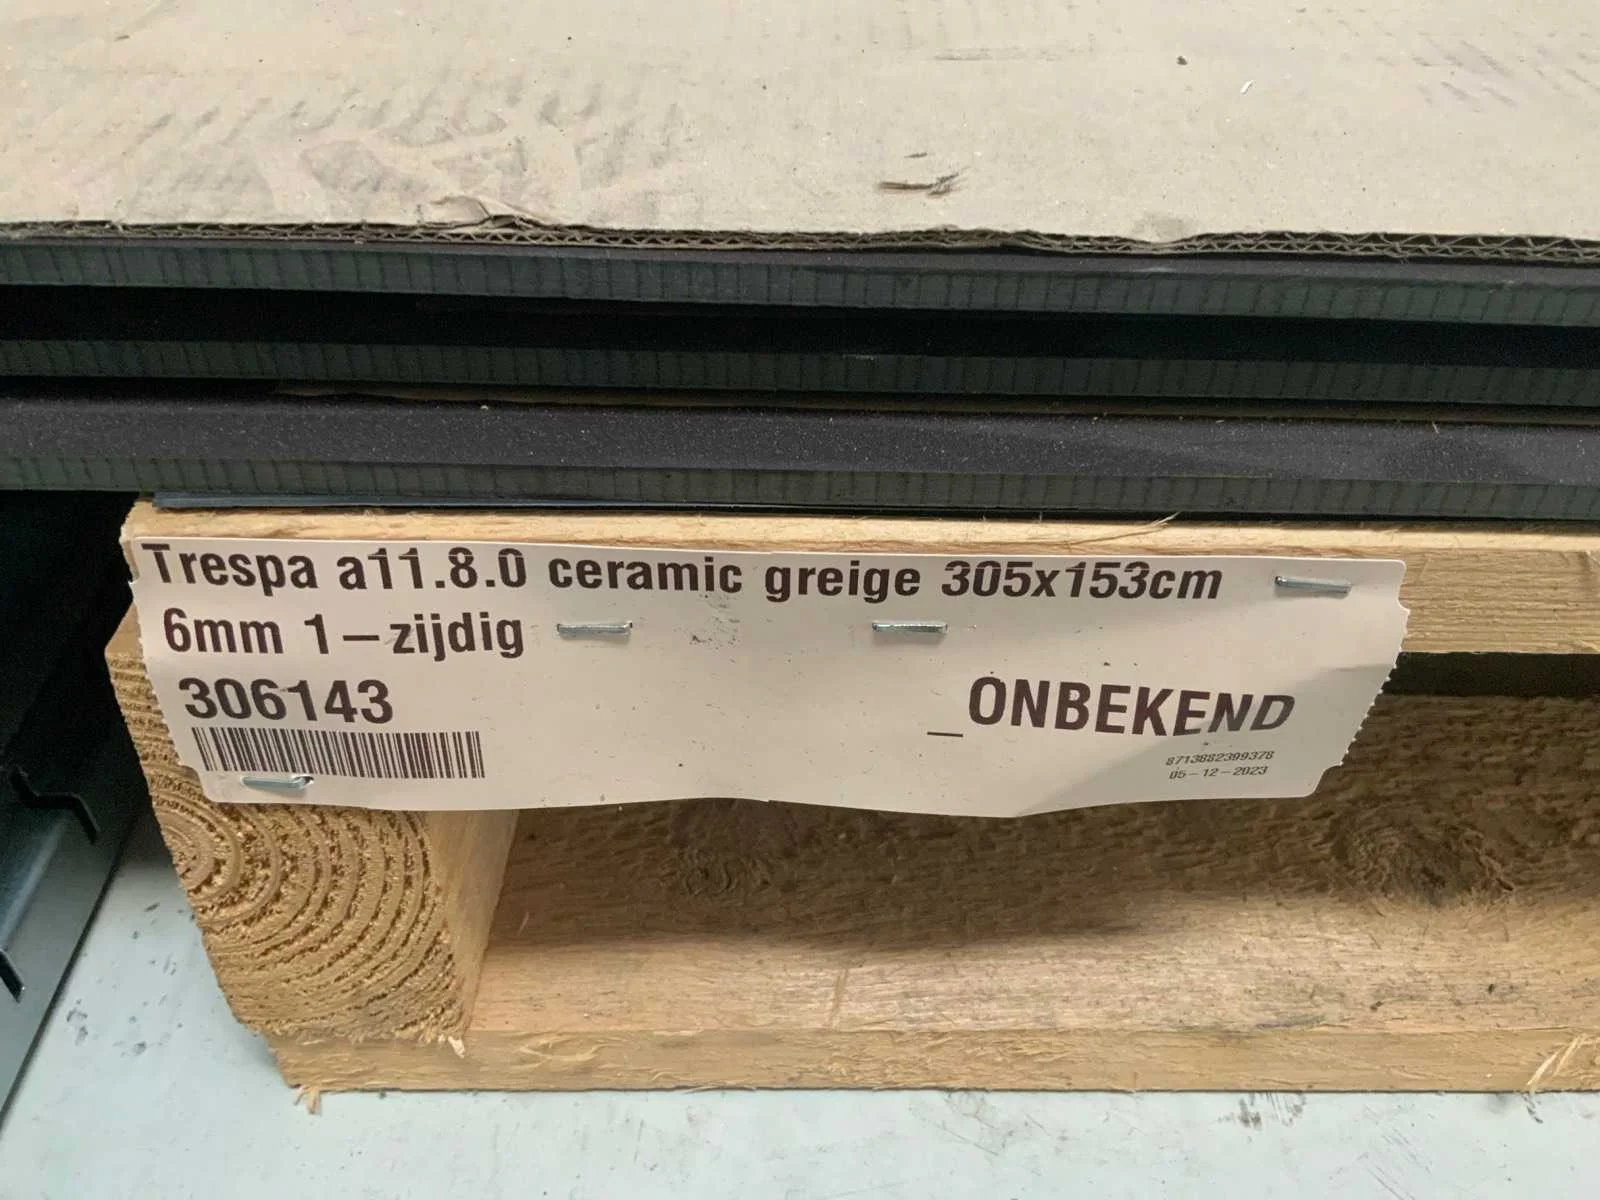 Trespa a11.8.0 ceramic greige 305x153cm
6mm 1-zijdig
306143
_ONBEKEND
8713882399378
05-12-2023